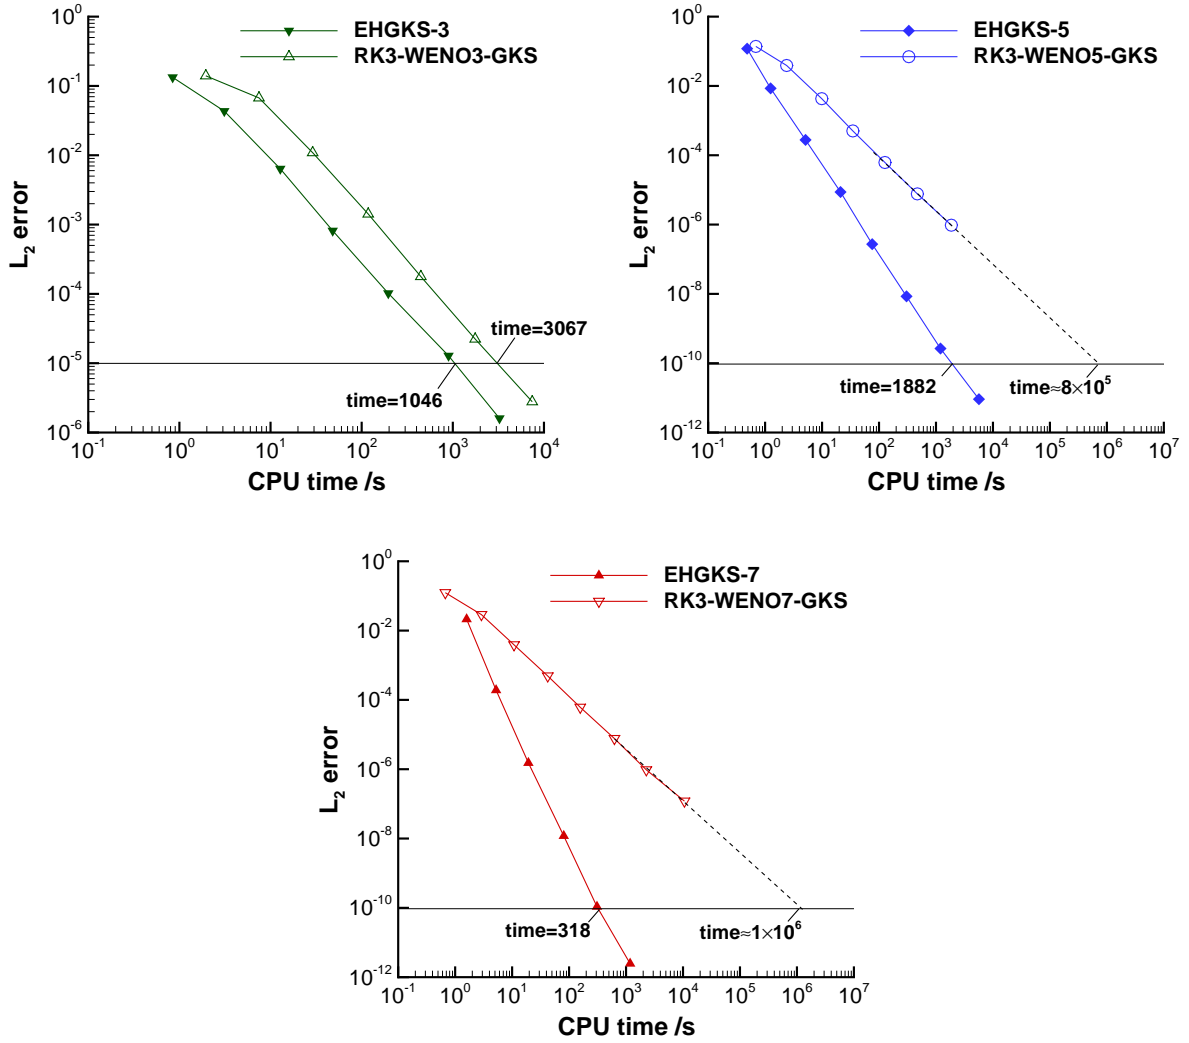 EHGKS-3
RK3-WENO3-GKS
10^0
10^-1
10^-2
10^-3
10^-4
10^-5
10^-6
L_2 error
time=3067
time=1046
10^-1 10^0 10^1 10^2 10^3 10^4
CPU time /s
EHGKS-5
RK3-WENO5-GKS
10^0
10^-2
10^-4
10^-6
10^-8
10^-10
10^-12
L_2 error
time=1882
time≈8×10^5
10^-1 10^0 10^1 10^2 10^3 10^4 10^5 10^6 10^7
CPU time /s
EHGKS-7
RK3-WENO7-GKS
10^0
10^-2
10^-4
10^-6
10^-8
10^-10
10^-12
L_2 error
time=318
time≈1×10^6
10^-1 10^0 10^1 10^2 10^3 10^4 10^5 10^6 10^7
CPU time /s